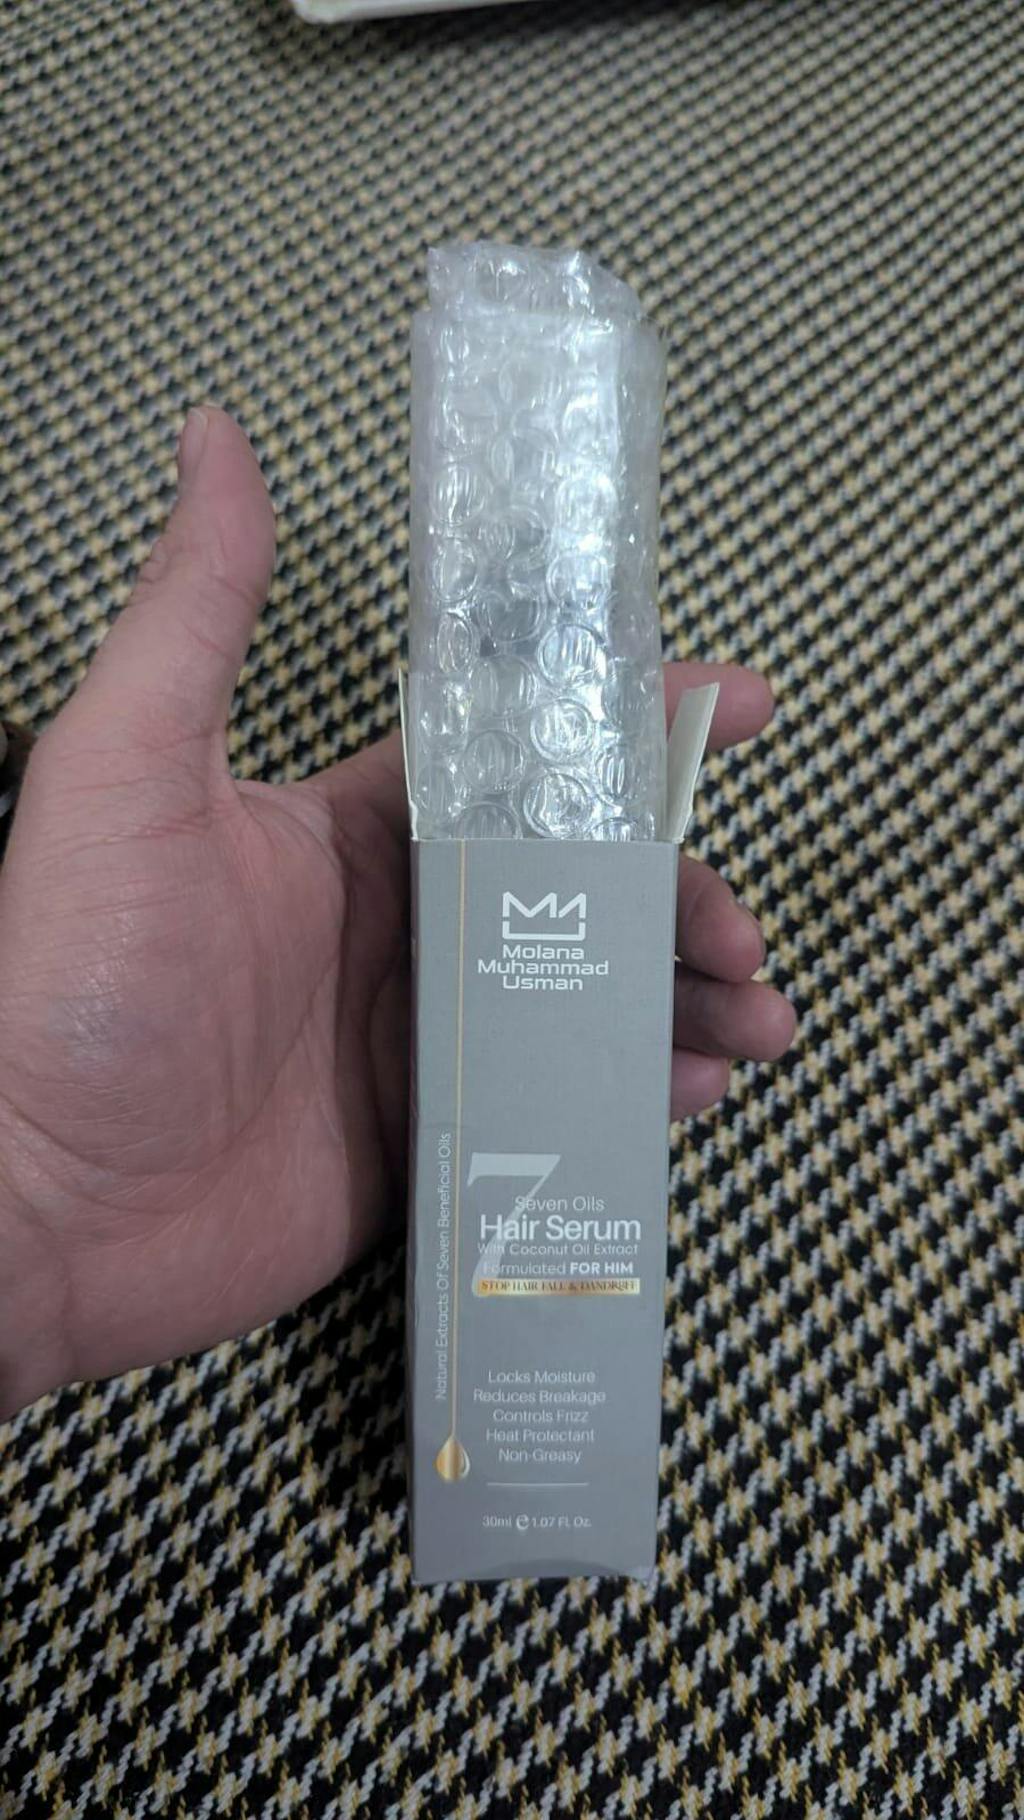 Molana
Muhammad
Usman
Natural Extracts Of Seven Beneficial Oils
7
Seven Oils
Hair Serum
With Coconut Oil Extract
Formulated FOR HIM
STOP HAIR FALL & DANDRUFF
Locks Moisture
Reduces Breakage
Controls Frizz
Heat Protectant
Non-Greasy
30ml e 1.07 Fl. Oz.